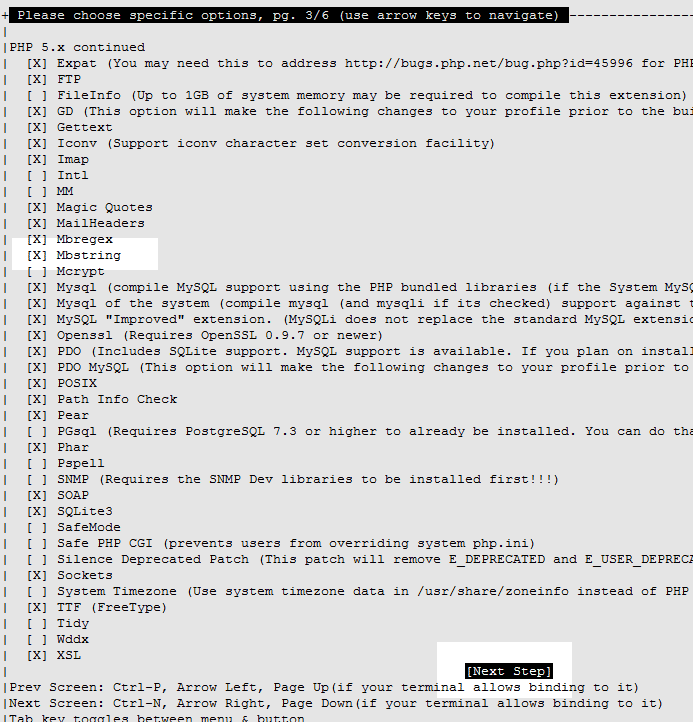 + Please choose specific options, pg. 3/6 (use arrow keys to navigate) ----------------
|
|PHP 5.x continued
|  [X] Expat (You may need this to address http://bugs.php.net/bug.php?id=45996 for PHP
|  [X] FTP
|  [ ] FileInfo (Up to 1GB of system memory may be required to compile this extension)
|  [X] GD (This option will make the following changes to your profile prior to the bui
|  [X] Gettext
|  [X] Iconv (Support iconv character set conversion facility)
|  [X] Imap
|  [ ] Intl
|  [ ] MM
|  [X] Magic Quotes
|  [X] MailHeaders
|  [X] Mbregex
|  [X] Mbstring
|  [ ] Mcrypt
|  [X] Mysql (compile MySQL support using the PHP bundled libraries (if the System MySQ
|  [X] Mysql of the system (compile mysql (and mysqli if its checked) support against t
|  [X] MySQL "Improved" extension. (MySQLi does not replace the standard MySQL extensio
|  [X] Openssl (Requires OpenSSL 0.9.7 or newer)
|  [X] PDO (Includes SQLite support. MySQL support is available. If you plan on install
|  [X] PDO MySQL (This option will make the following changes to your profile prior to
|  [X] POSIX
|  [X] Path Info Check
|  [X] Pear
|  [ ] PGsql (Requires PostgreSQL 7.3 or higher to already be installed. You can do tha
|  [X] Phar
|  [ ] Pspell
|  [ ] SNMP (Requires the SNMP Dev libraries to be installed first!!!)
|  [X] SOAP
|  [X] SQLite3
|  [ ] SafeMode
|  [ ] Safe PHP CGI (prevents users from overriding system php.ini)
|  [ ] Silence Deprecated Patch (This patch will remove E_DEPRECATED and E_USER_DEPRECA
|  [X] Sockets
|  [ ] System Timezone (Use system timezone data in /usr/share/zoneinfo instead of PHP
|  [X] TTF (FreeType)
|  [ ] Tidy
|  [ ] Wddx
|  [X] XSL
| [Next Step]
|Prev Screen: Ctrl-P, Arrow Left, Page Up(if your terminal allows binding to it)
|Next Screen: Ctrl-N, Arrow Right, Page Down(if your terminal allows binding to it)
|Tab key toggles between menu & button